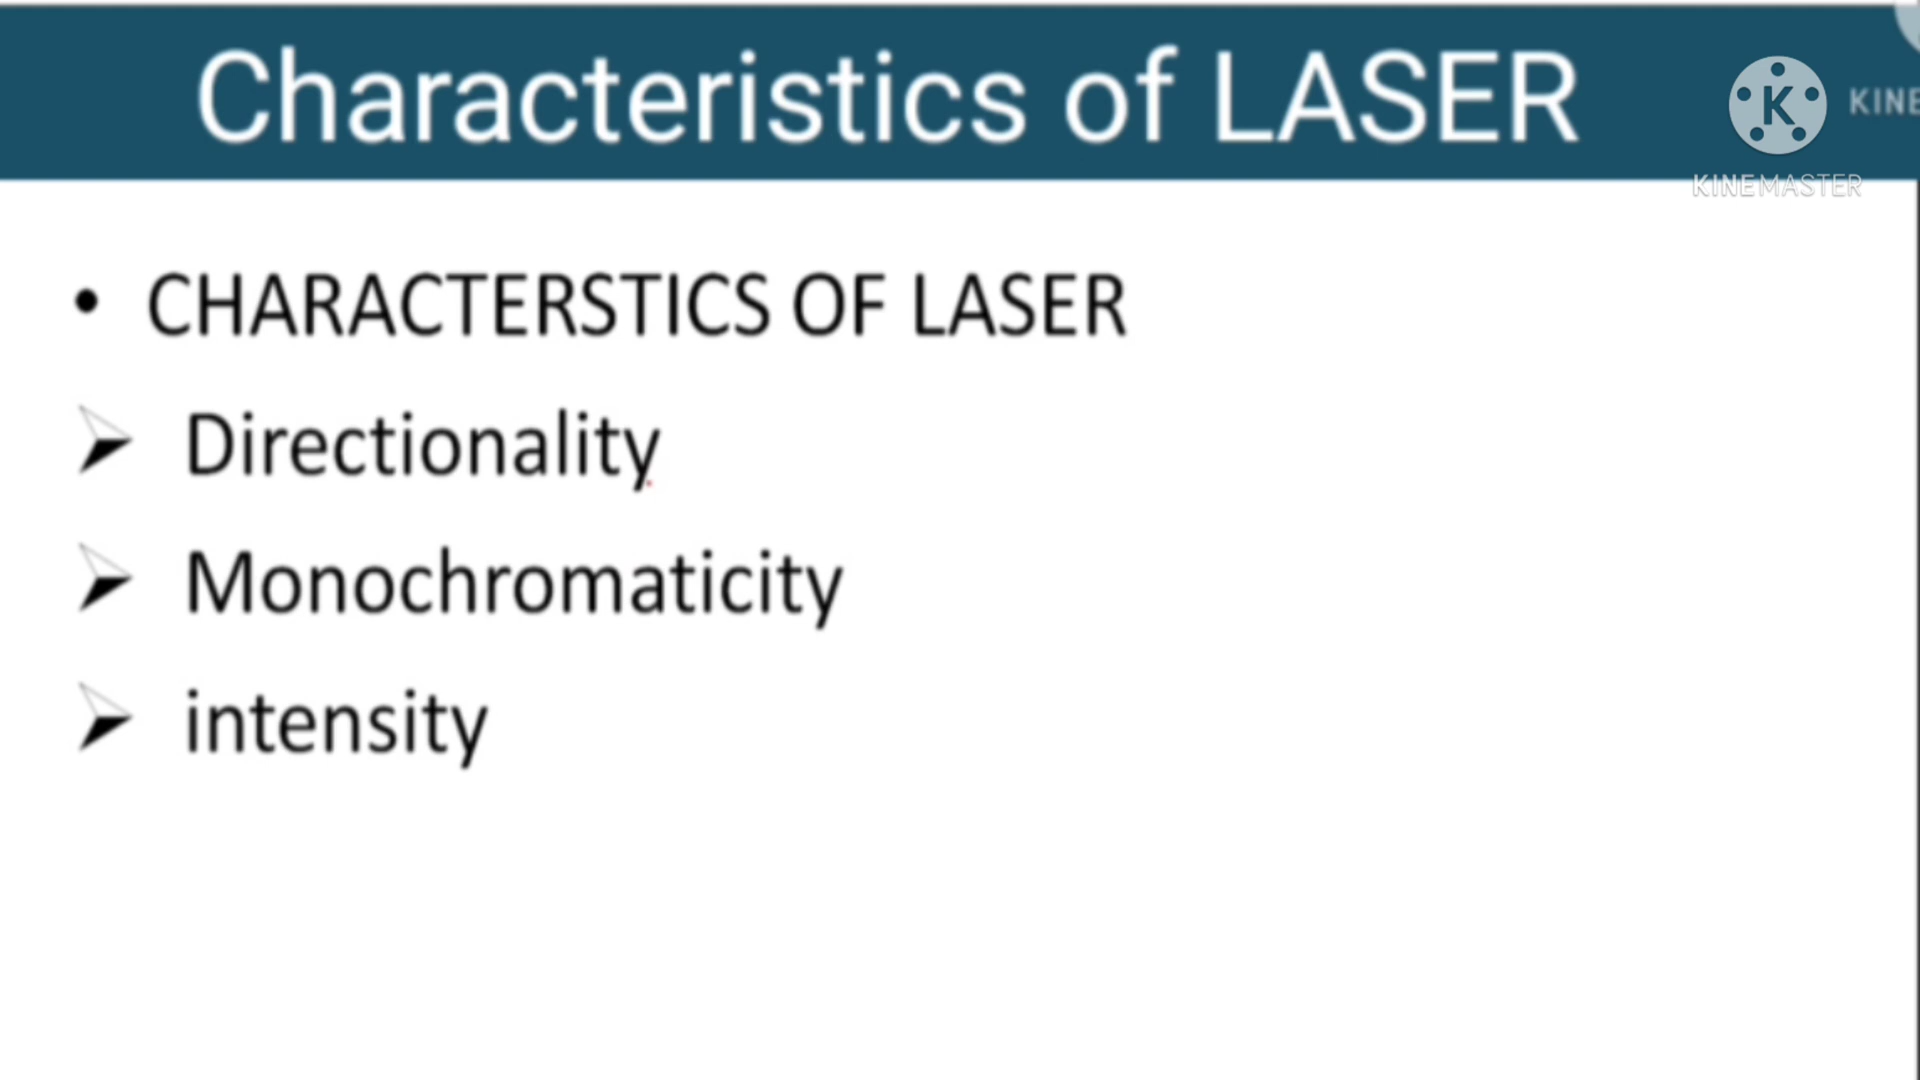 Characteristics of LASER
KINE
KINEMASTER
• CHARACTERSTICS OF LASER
➢ Directionality
➢ Monochromaticity
➢ intensity